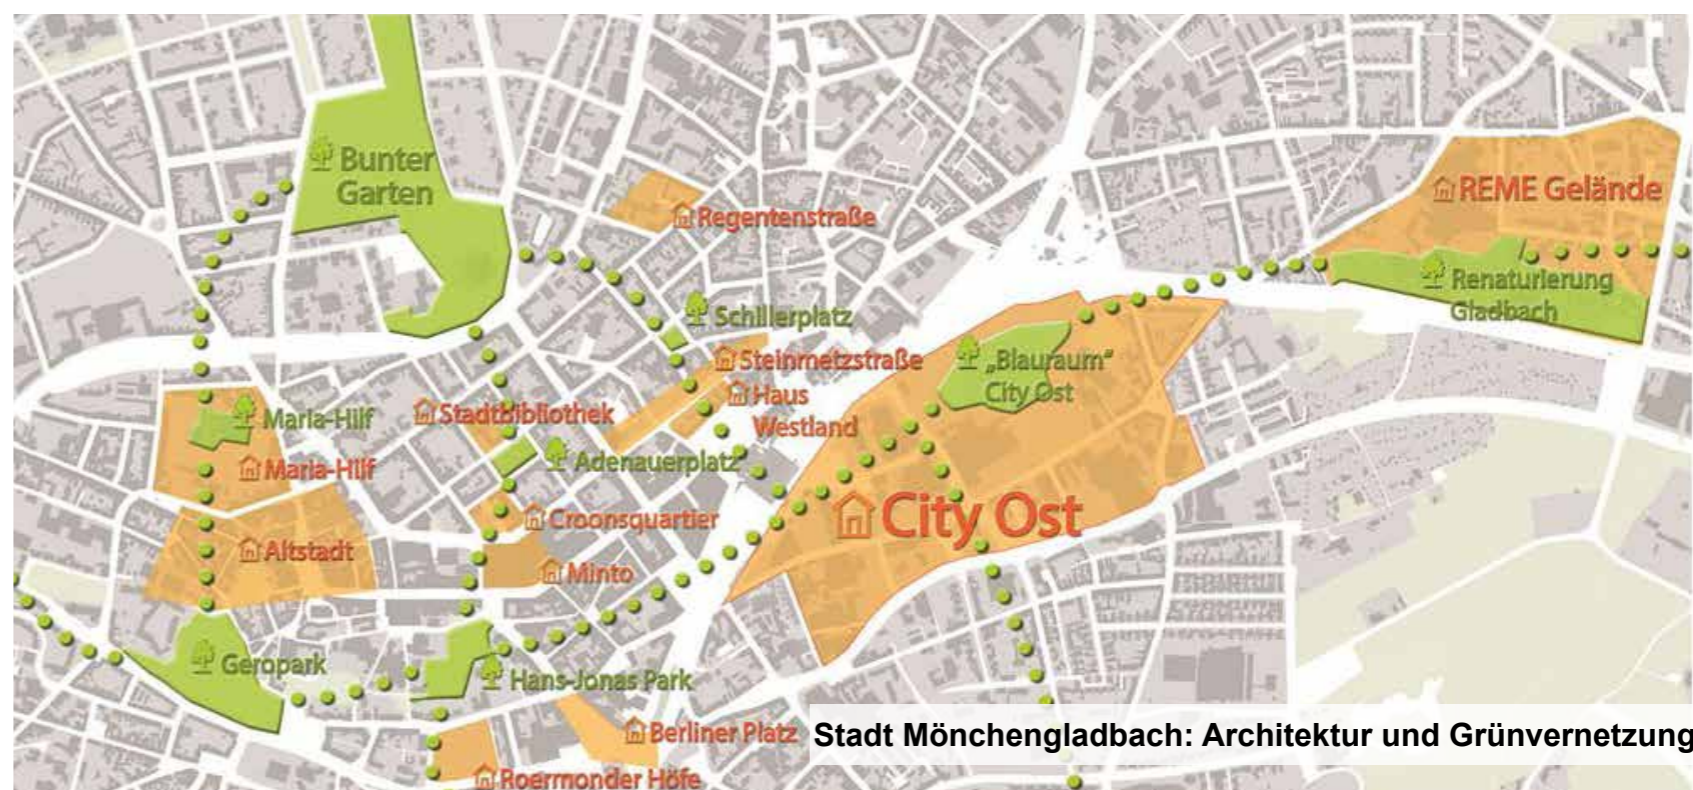 Bunter
Garten
REME Gelände
Regentenstraße
Renaturierung
Gladbach
Schillerplatz
Steinmetzstraße
„Blauraum“
City Ost
Haus
Westland
Maria-Hilf
Stadtbibliothek
Maria-Hilf
Adenauerplatz
City Ost
Croonsquartier
Altstadt
Minto
Geropark
Hans-Jonas Park
Berliner Platz
Stadt Mönchengladbach: Architektur und Grünvernetzung
Roermonder Höfe